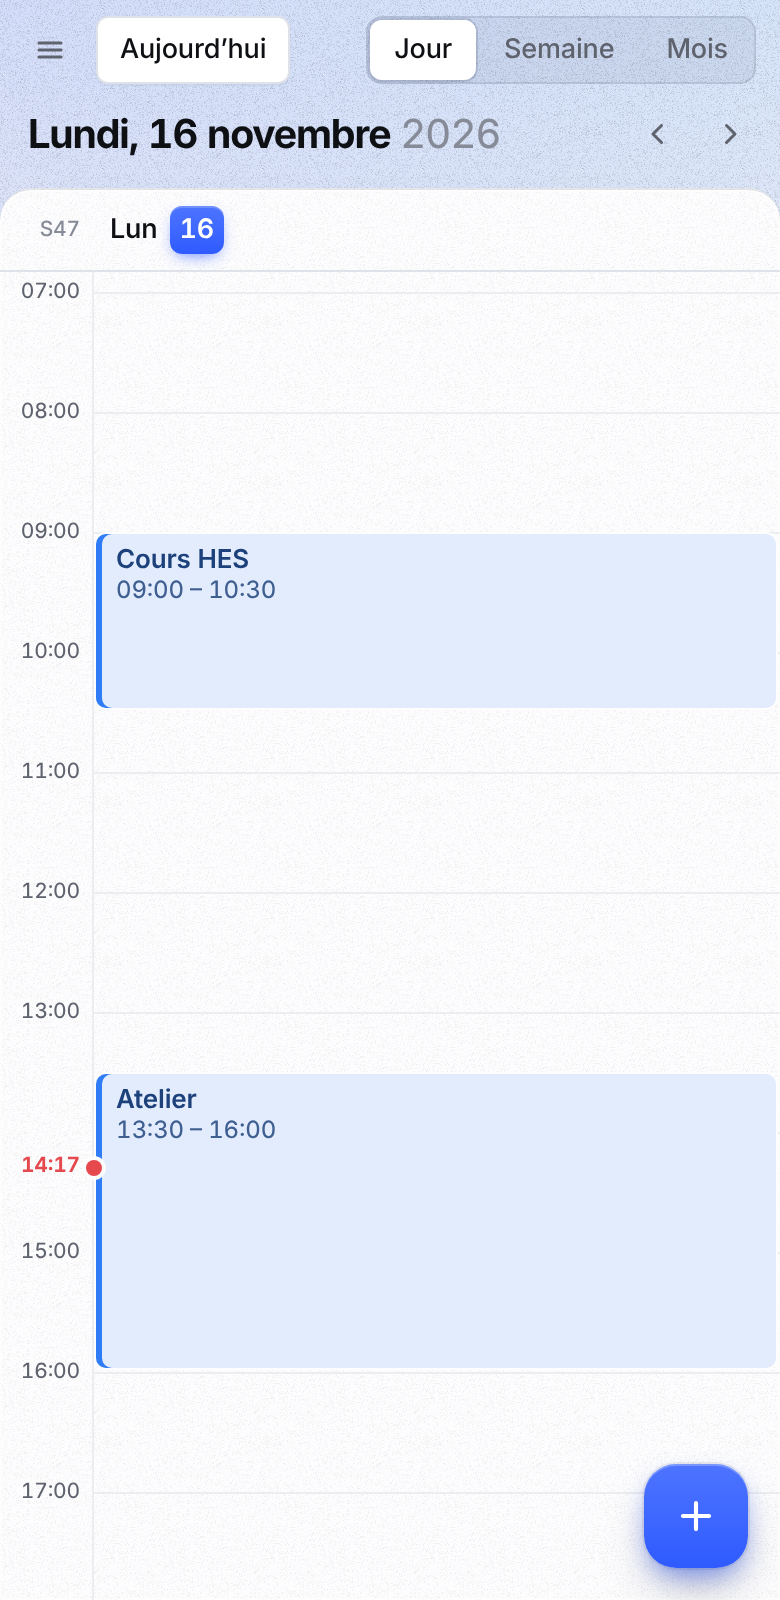 Aujourd’hui
Jour
Semaine
Mois
Lundi, 16 novembre 2026
S47
Lun 16
07:00
08:00
09:00
Cours HES
09:00 – 10:30
10:00
11:00
12:00
13:00
Atelier
13:30 – 16:00
14:17
15:00
16:00
17:00